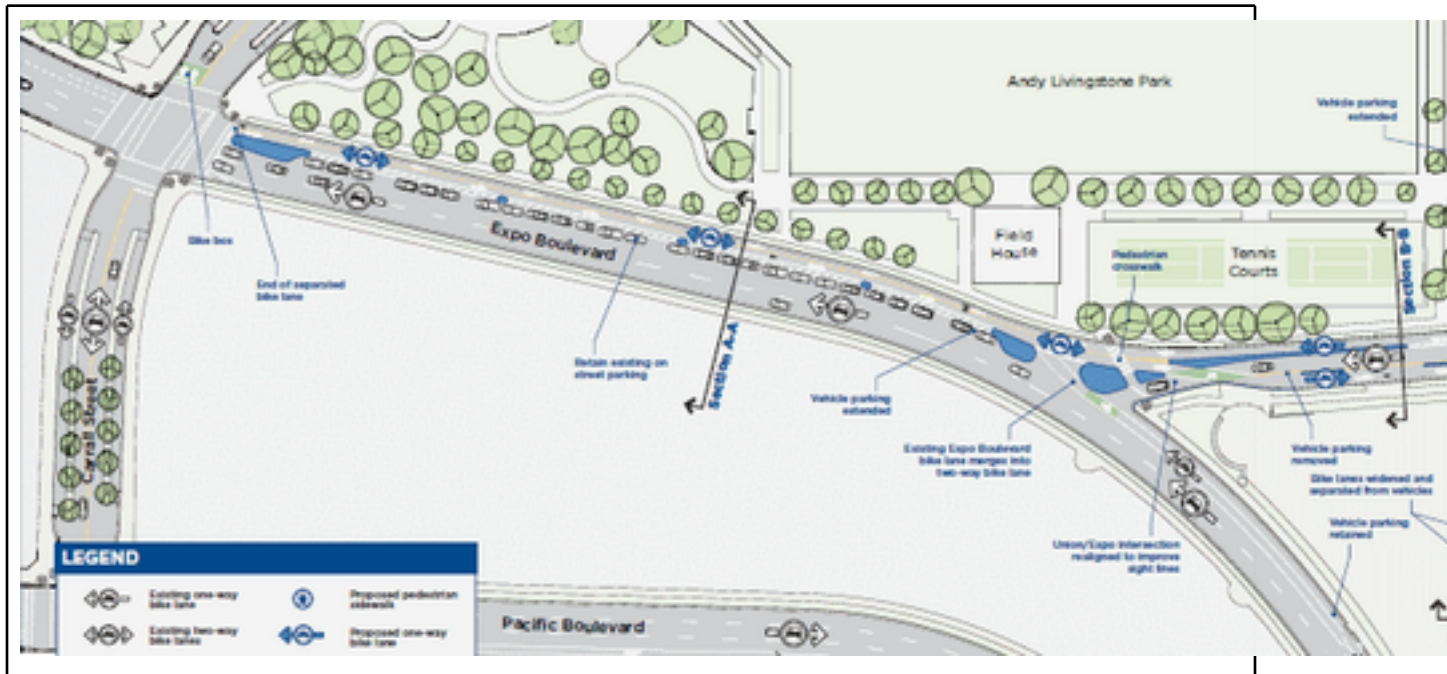 Andy Livingstone Park
Vehicle parking
extended
Bike box
End of separated
bike lane
Expo Boulevard
Retain existing on
street parking
Section A-A
Field
House
Pedestrian
crosswalk
Tennis
Courts
Section B-B
Vehicle parking
extended
Existing Expo Boulevard
bike lane merges into
two-way bike lane
Union/Expo intersection
realigned to improve
sight lines
Vehicle parking
removed
Bike lanes widened and
separated from vehicles
Vehicle parking
retained
Carrall Street
LEGEND
Existing one-way
bike lane
Proposed pedestrian
sidewalk
Existing two-way
bike lanes
Proposed one-way
bike lane
Pacific Boulevard